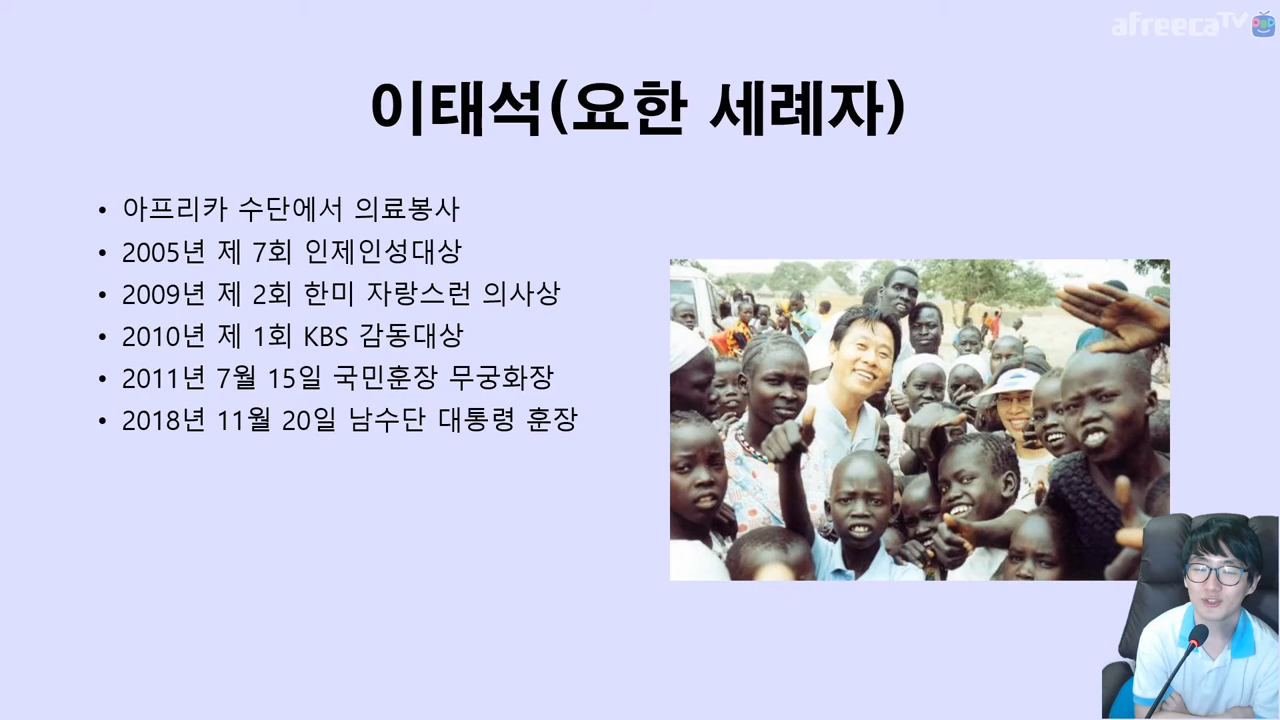 afreecaTV
이태석(요한 세례자)
• 아프리카 수단에서 의료봉사
• 2005년 제 7회 인제인성대상
• 2009년 제 2회 한미 자랑스런 의사상
• 2010년 제 1회 KBS 감동대상
• 2011년 7월 15일 국민훈장 무궁화장
• 2018년 11월 20일 남수단 대통령 훈장